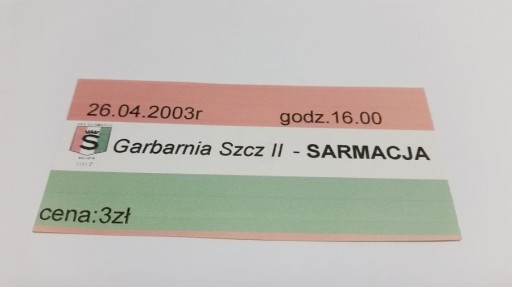 26.04.2003r godz.16.00
S
Garbarnia Szcz II - SARMACJA
cena:3zł